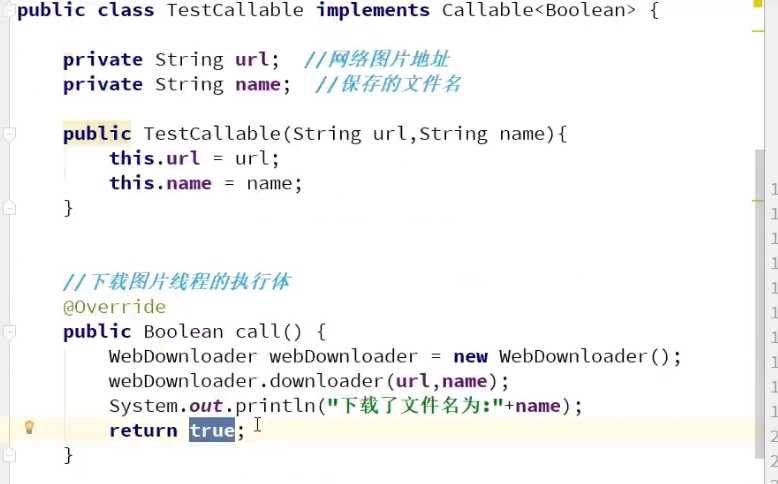 public class TestCallable implements Callable<Boolean> {
private String url;  //网络图片地址
private String name;  //保存的文件名
public TestCallable(String url,String name){
this.url = url;
this.name = name;
}
//下载图片线程的执行体
@Override
public Boolean call() {
WebDownloader webDownloader = new WebDownloader();
webDownloader.downloader(url,name);
System.out.println("下载了文件名为:"+name);
return true;
}